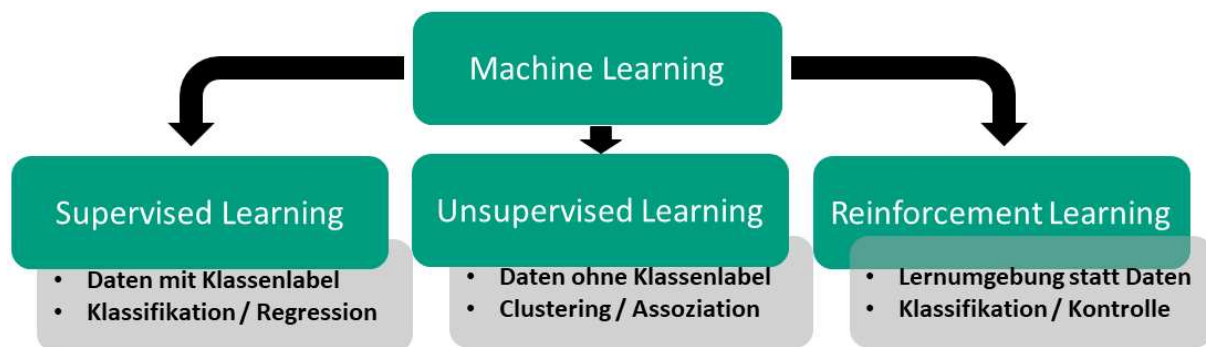 Machine Learning
Supervised Learning
• Daten mit Klassenlabel
• Klassifikation / Regression
Unsupervised Learning
• Daten ohne Klassenlabel
• Clustering / Assoziation
Reinforcement Learning
• Lernumgebung statt Daten
• Klassifikation / Kontrolle